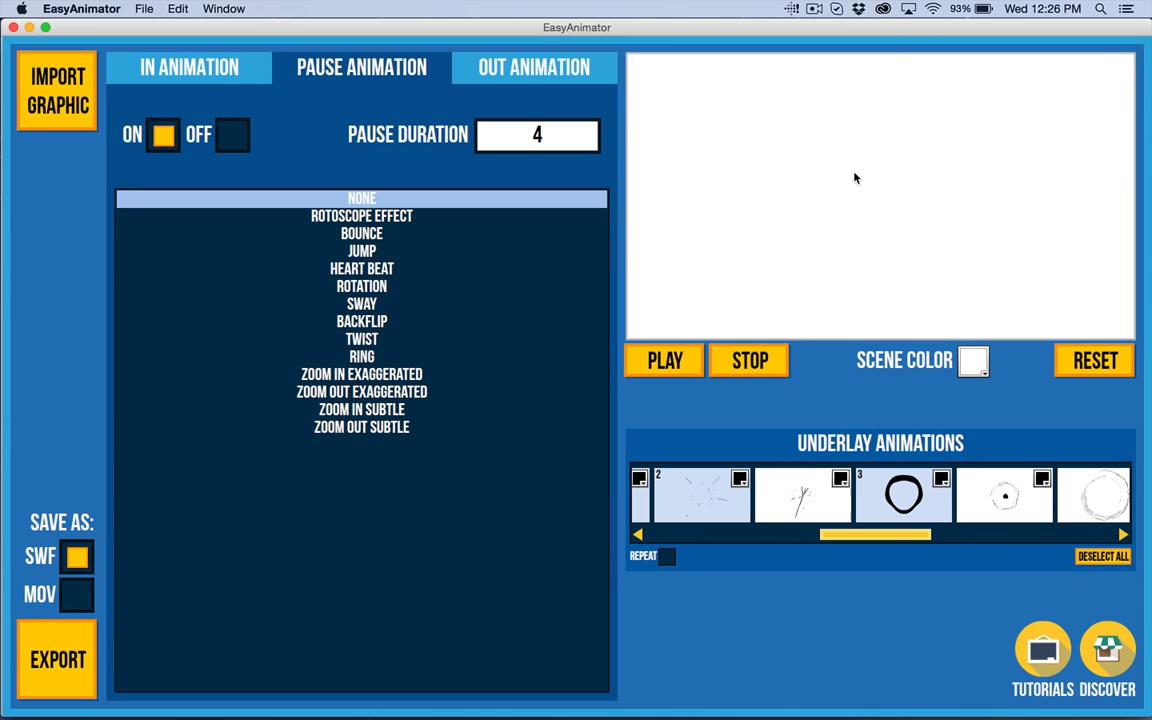 EasyAnimator File Edit Window 93% Wed 12:26 PM
EasyAnimator
IMPORT
GRAPHIC
IN ANIMATION PAUSE ANIMATION OUT ANIMATION
ON OFF PAUSE DURATION 4
NONE
ROTOSCOPE EFFECT
BOUNCE
JUMP
HEART BEAT
ROTATION
SWAY
BACKFLIP
TWIST
RING
ZOOM IN EXAGGERATED
ZOOM OUT EXAGGERATED
ZOOM IN SUBTLE
ZOOM OUT SUBTLE
PLAY STOP SCENE COLOR RESET
UNDERLAY ANIMATIONS
2 3
REPEAT DESELECT ALL
SAVE AS:
SWF
MOV
EXPORT
TUTORIALS DISCOVER